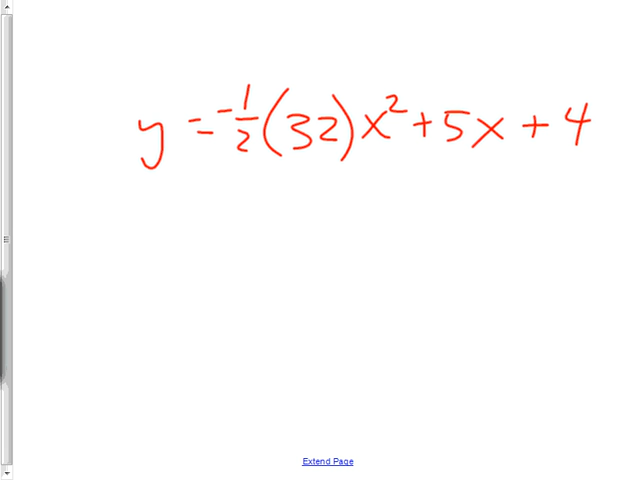 y = -1/2 (32) x² + 5x + 4
Extend Page